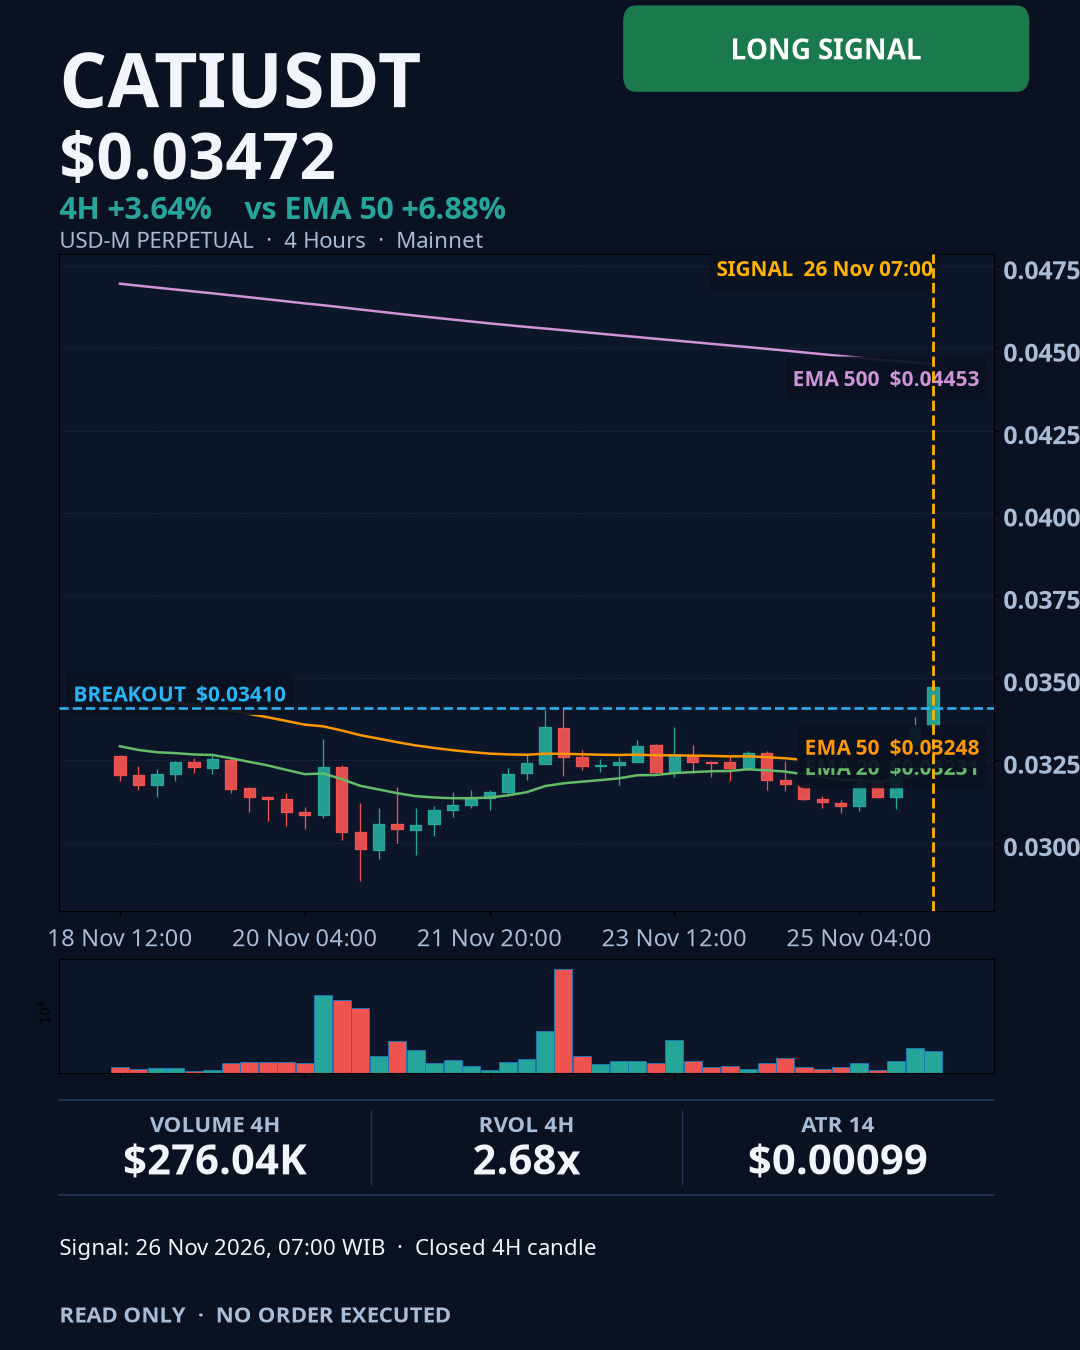 LONG SIGNAL
CATIUSDT
$0.03472
4H +3.64% vs EMA 50 +6.88%
USD-M PERPETUAL · 4 Hours · Mainnet
SIGNAL 26 Nov 07:00
0.0475
0.0450
EMA 500 $0.04453
0.0425
0.0400
0.0375
0.0350
BREAKOUT $0.03410
EMA 50 $0.03248
0.0325
EMA 20 $0.03231
0.0300
18 Nov 12:00 20 Nov 04:00 21 Nov 20:00 23 Nov 12:00 25 Nov 04:00
10⁶
VOLUME 4H RVOL 4H ATR 14
$276.04K 2.68x $0.00099
Signal: 26 Nov 2026, 07:00 WIB · Closed 4H candle
READ ONLY · NO ORDER EXECUTED